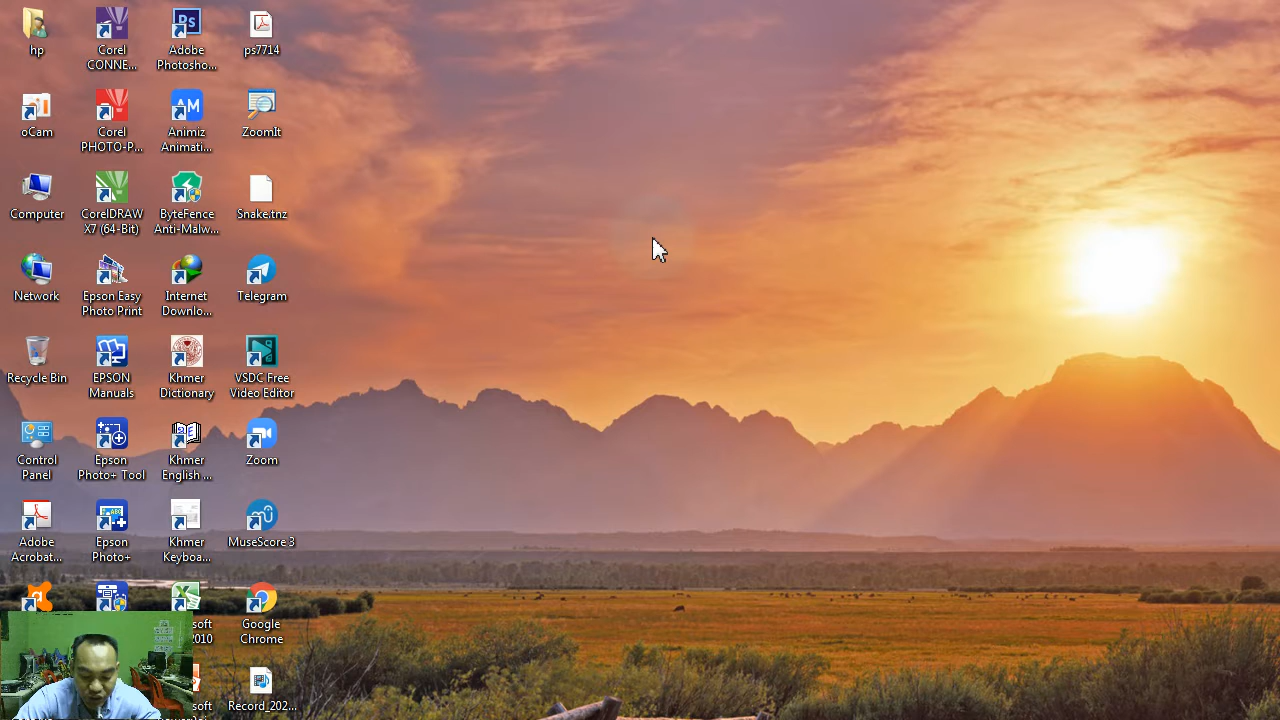 hp
Corel
CONNE...
Adobe
Photosho...
ps7714
oCam
Corel
PHOTO-P...
Animiz
Animati...
ZoomIt
Computer
CorelDRAW
X7 (64-Bit)
ByteFence
Anti-Malw...
Snake.tnz
Network
Epson Easy
Photo Print
Internet
Downlo...
Telegram
Recycle Bin
EPSON
Manuals
Khmer
Dictionary
VSDC Free
Video Editor
Control
Panel
Epson
Photo+ Tool
Khmer
English ...
Zoom
Adobe
Acrobat...
Epson
Photo+
Khmer
Keyboa...
MuseScore 3
soft
2010
Google
Chrome
soft
Record_202...